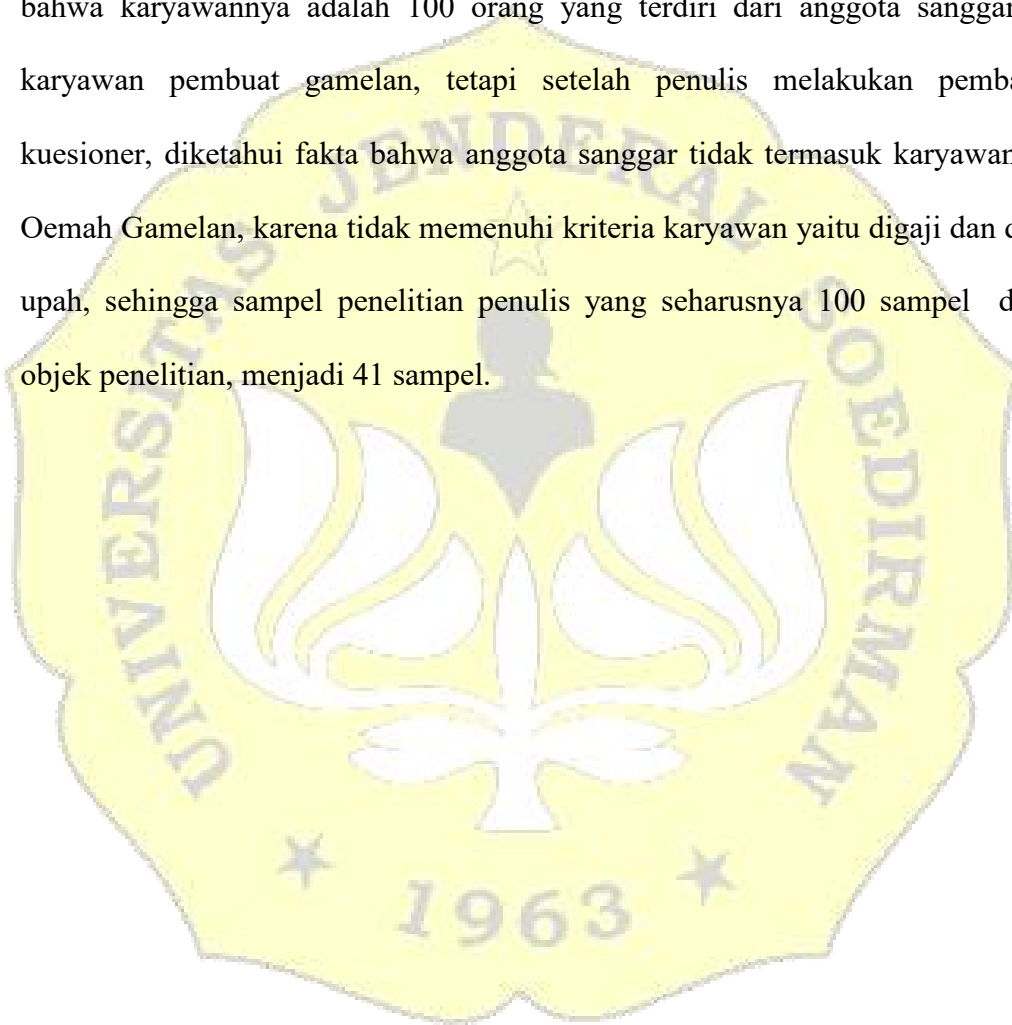 bahwa karyawannya adalah 100 orang yang terdiri dari anggota sanggar
karyawan pembuat gamelan, tetapi setelah penulis melakukan
kuesioner, diketahui fakta bahwa anggota sanggar tidak termasuk karyawan
Oemah Gamelan, karena tidak memenuhi kriteria karyawan yaitu digaji dan
upah, sehingga sampel penelitian penulis yang seharusnya 100 sampel
objek penelitian, menjadi 41 sampel.
UNIVERSITAS JENDERAL SOEDIRMAN
1963